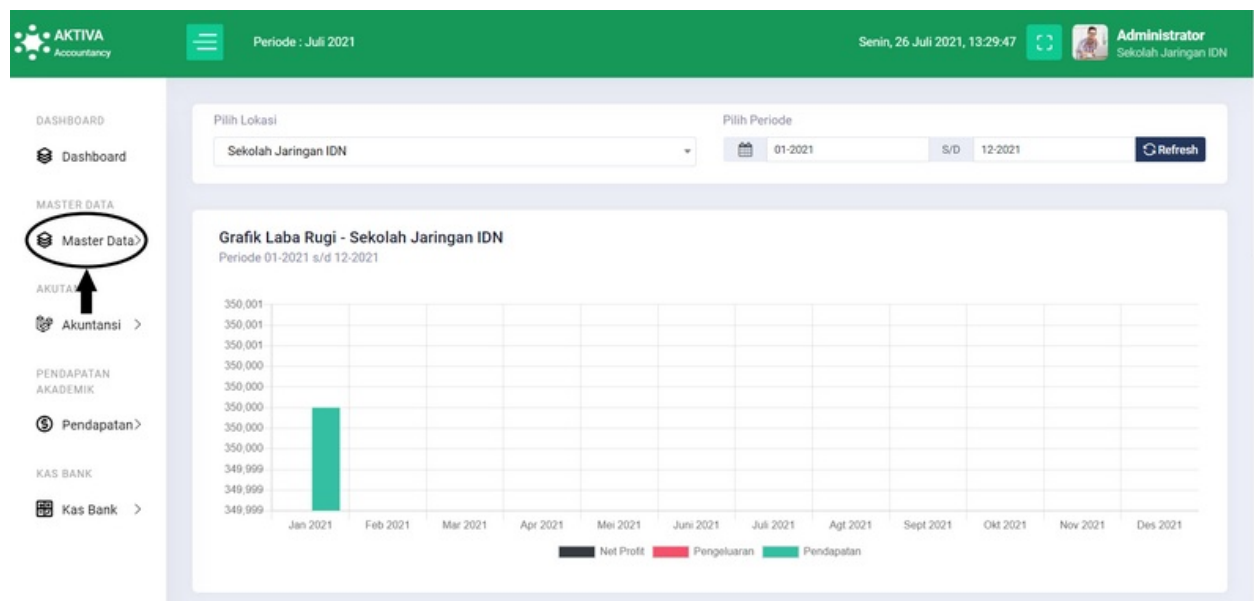 AKTIVA
Accountancy
Periode : Juli 2021
Senin, 26 Juli 2021, 13:29:47
Administrator
Sekolah Jaringan IDN
DASHBOARD
Dashboard
MASTER DATA
Master Data
Akuntansi
PENDAPATAN
AKADEMIK
Pendapatan
KAS BANK
Kas Bank
Pilih Lokasi
Sekolah Jaringan IDN
Pilih Periode
01-2021
S/D
12-2021
Refresh
Grafik Laba Rugi - Sekolah Jaringan IDN
Periode 01-2021 s/d 12-2021
350,001
350,001
350,001
350,000
350,000
350,000
350,000
350,000
349,999
349,999
349,999
Jan 2021 Feb 2021 Mar 2021 Apr 2021 Mei 2021 Juni 2021 Juli 2021 Agt 2021 Sept 2021 Okt 2021 Nov 2021 Des 2021
Net Profit Pengeluaran Pendapatan